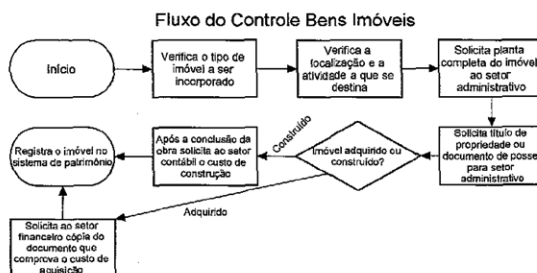 Fluxo do Controle Bens Imóveis
Início
Verifica o tipo de
imóvel a ser
incorporado
Verifica a
localização e a
atividade a que se
destina
Solicita planta
completa do imóvel
ao setor
administrativo
Solicita título de
propriedade ou
documento de posse
para setor
administrativo
Imóvel adquirido ou
construído?
Construído
Após a conclusão da
obra solicita ao setor
contábil o custo de
construção
Registra o imóvel no
sistema de patrimônio
Adquirido
Solicita ao setor
financeiro cópia do
documento que
comprova o custo de
aquisição